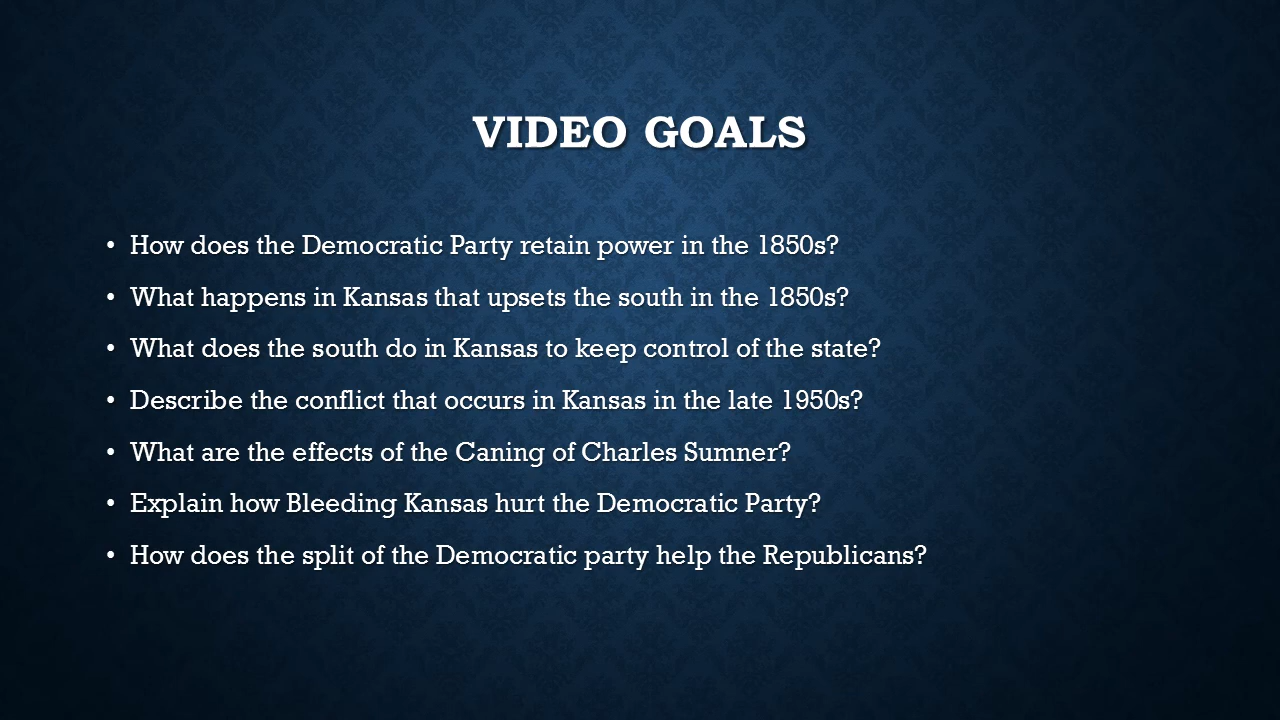 VIDEO GOALS
• How does the Democratic Party retain power in the 1850s?
• What happens in Kansas that upsets the south in the 1850s?
• What does the south do in Kansas to keep control of the state?
• Describe the conflict that occurs in Kansas in the late 1950s?
• What are the effects of the Caning of Charles Sumner?
• Explain how Bleeding Kansas hurt the Democratic Party?
• How does the split of the Democratic party help the Republicans?